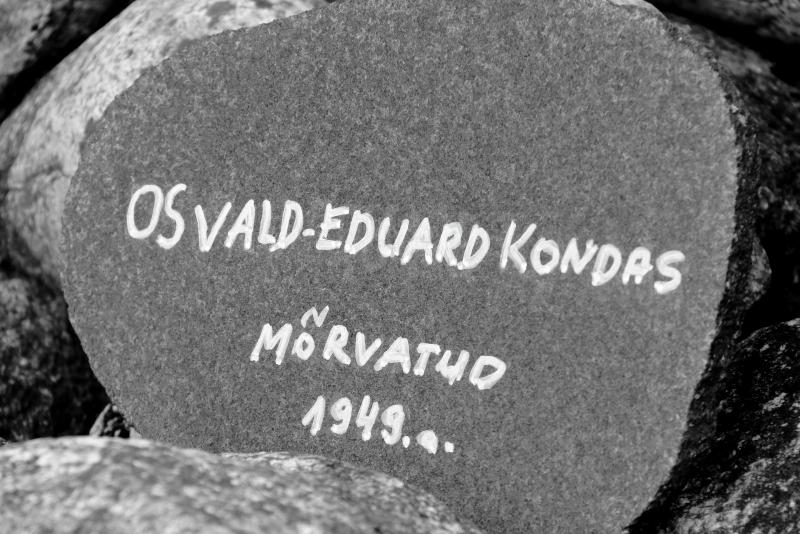 OSVALD-EDUARD KONDAS
MÕRVATUD
1949.a.